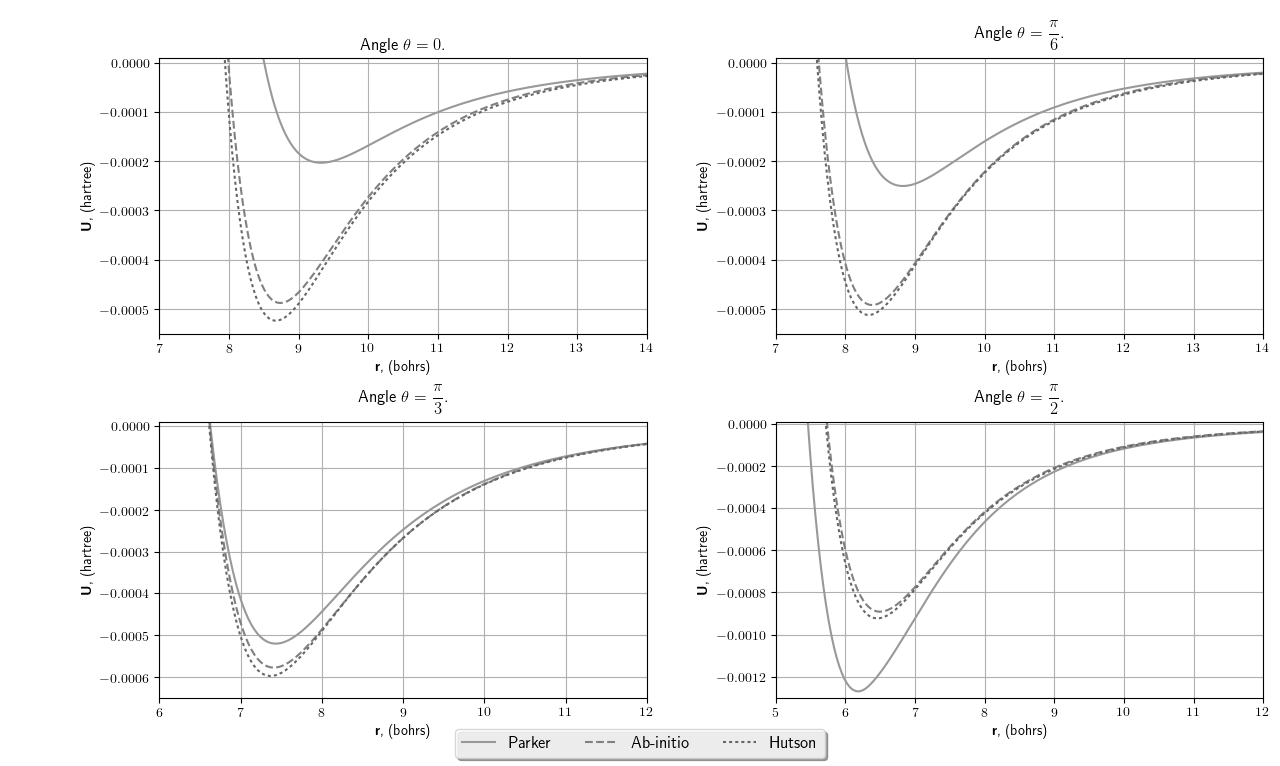 Angle θ = 0.
0.0000
−0.0001
−0.0002
−0.0003
−0.0004
−0.0005
U, (hartree)
7 8 9 10 11 12 13 14
r, (bohrs)
Angle θ = π/6.
0.0000
−0.0001
−0.0002
−0.0003
−0.0004
−0.0005
U, (hartree)
7 8 9 10 11 12 13 14
r, (bohrs)
Angle θ = π/3.
0.0000
−0.0001
−0.0002
−0.0003
−0.0004
−0.0005
−0.0006
U, (hartree)
6 7 8 9 10 11 12
r, (bohrs)
Angle θ = π/2.
0.0000
−0.0002
−0.0004
−0.0006
−0.0008
−0.0010
−0.0012
U, (hartree)
5 6 7 8 9 10 11 12
r, (bohrs)
Parker Ab-initio Hutson